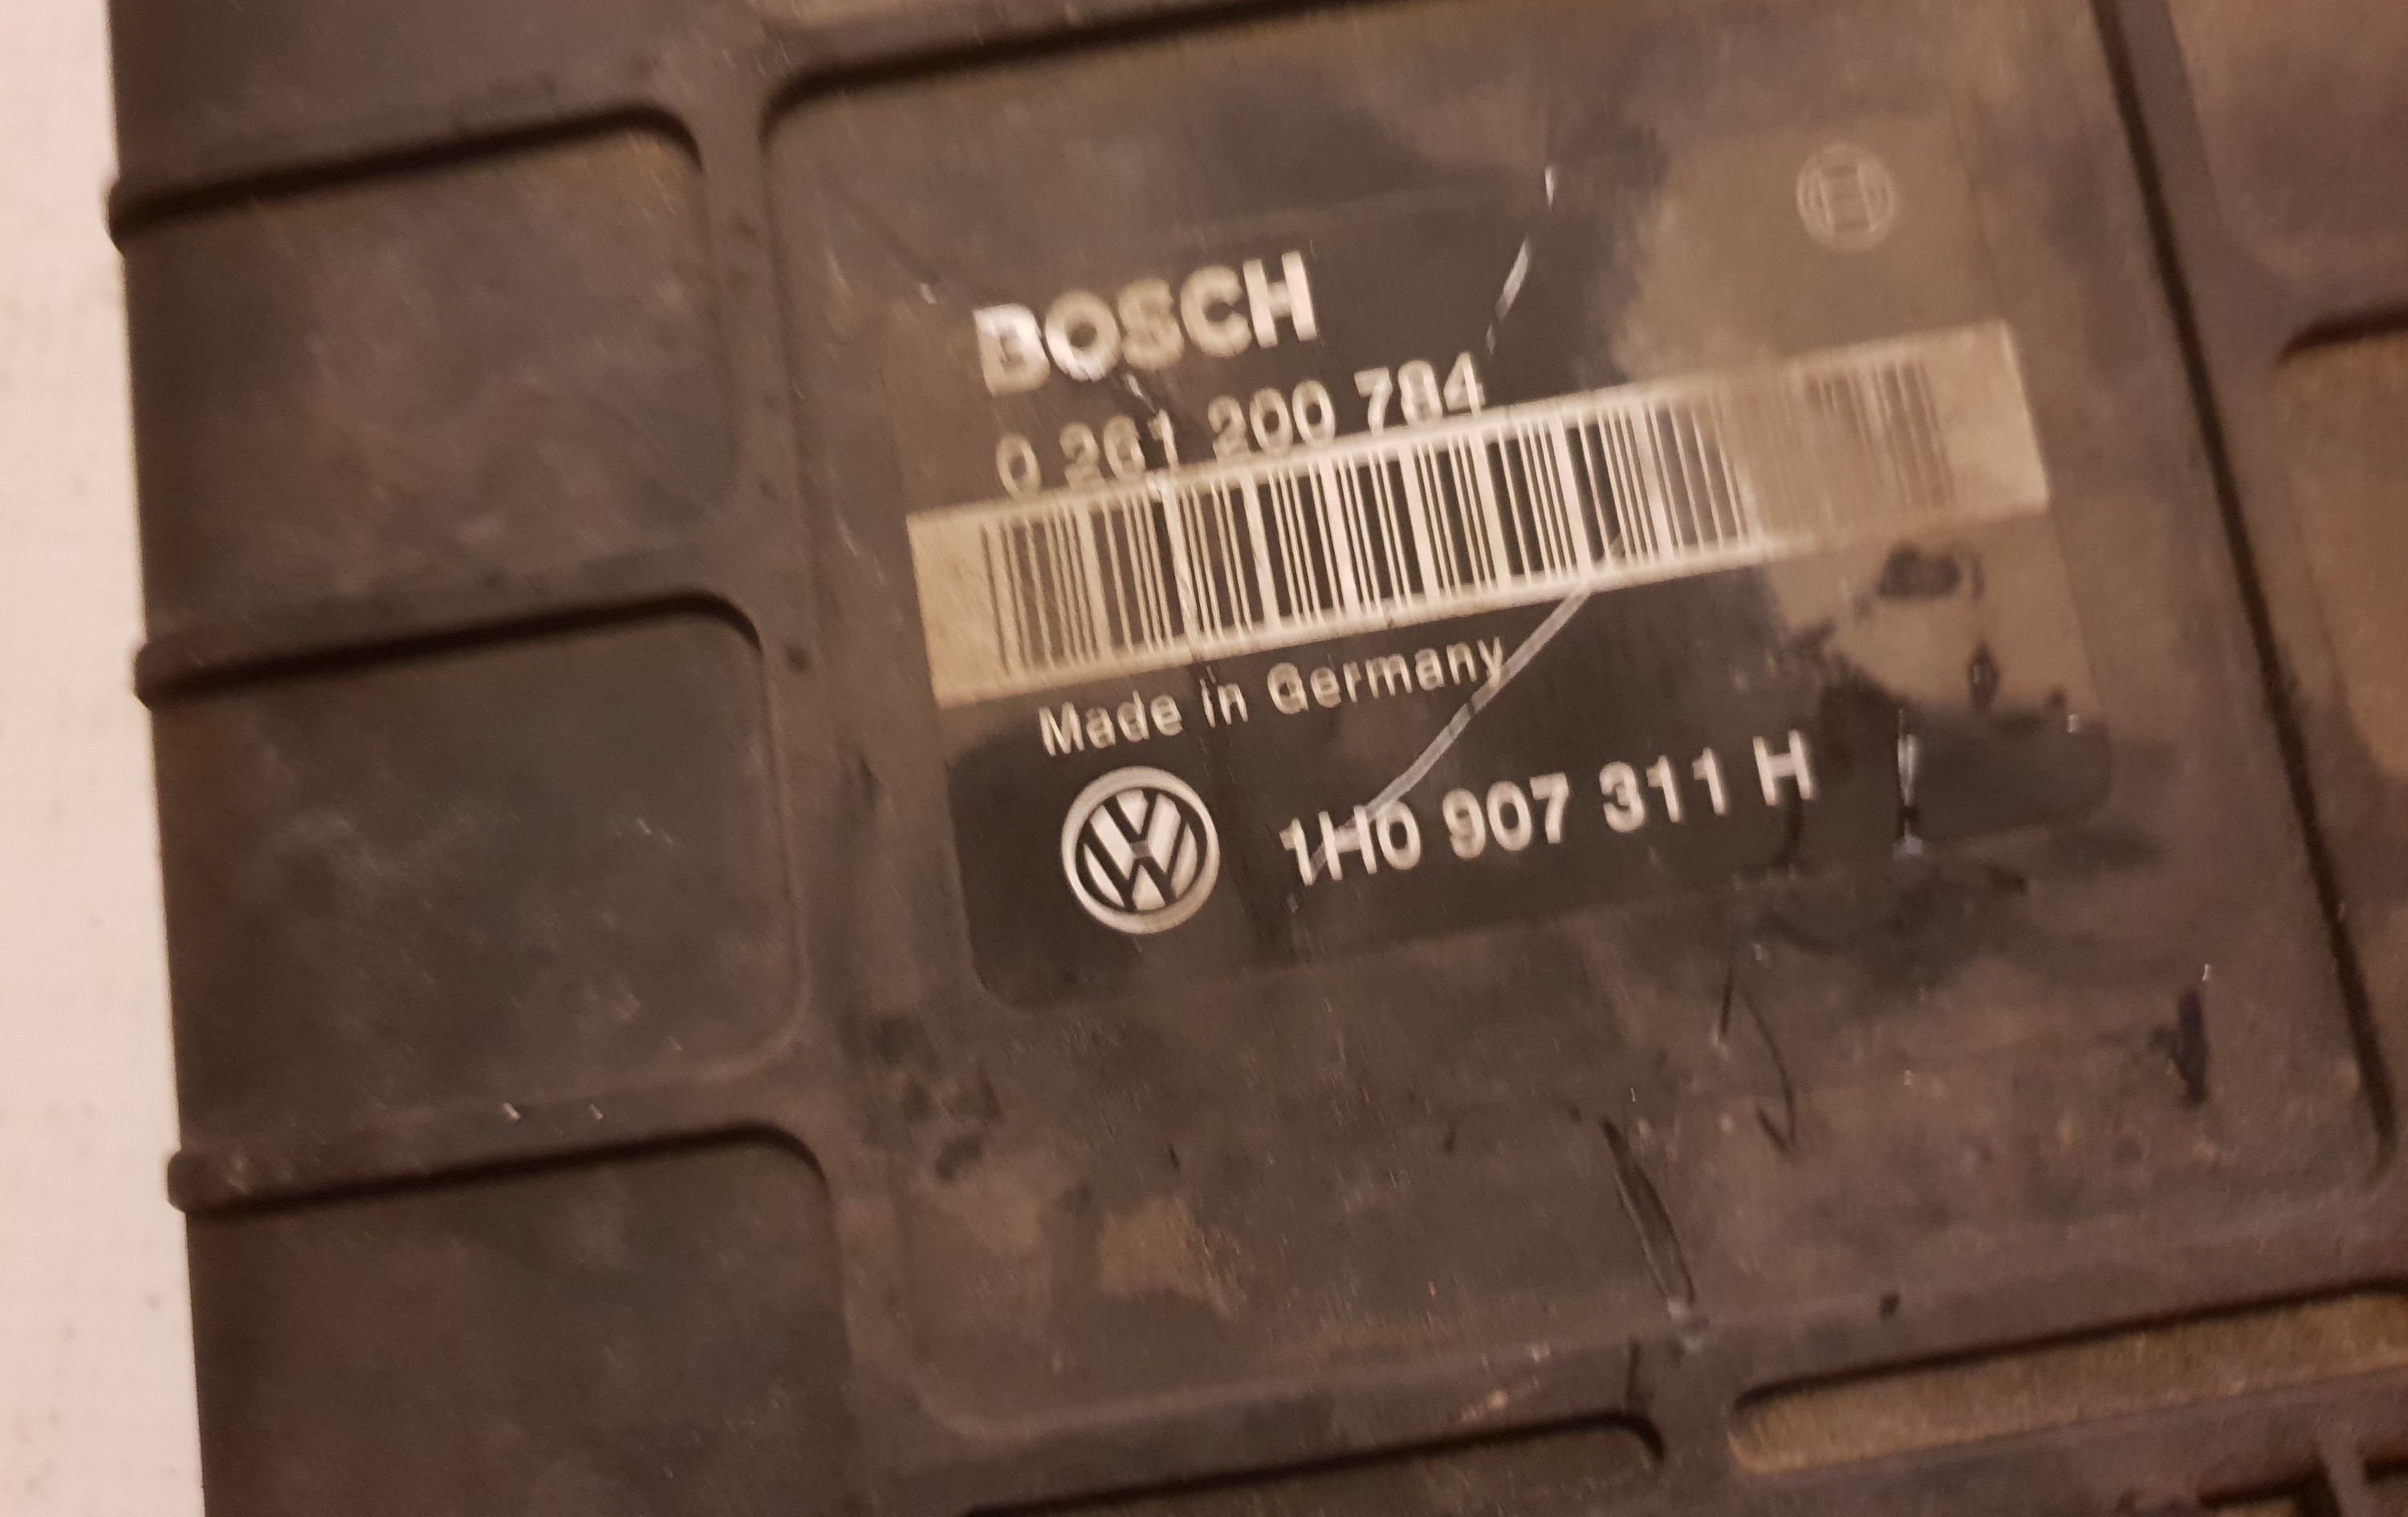 BOSCH
0 261 200 784
Made in Germany
1H0 907 311 H